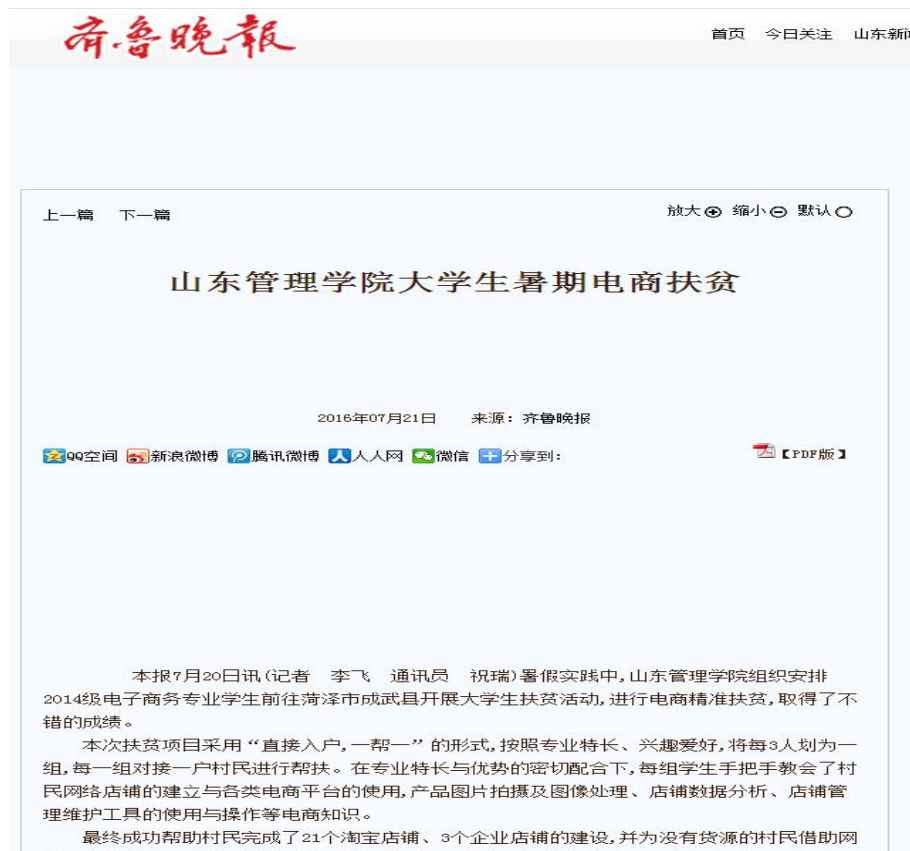 齐鲁晚报
首页 今日关注 山东新闻
上一篇 下一篇
放大 缩小 默认
山东管理学院大学生暑期电商扶贫
2016年07月21日 来源：齐鲁晚报
QQ空间 新浪微博 腾讯微博 人人网 微信 分享到：
【PDF版】
本报7月20日讯(记者 李飞 通讯员 祝瑞)暑假实践中,山东管理学院组织安排
2014级电子商务专业学生前往菏泽市成武县开展大学生扶贫活动,进行电商精准扶贫,取得了不
错的成绩。
本次扶贫项目采用“直接入户,一帮一”的形式,按照专业特长、兴趣爱好,将每3人划为一
组,每一组对接一户村民进行帮扶。在专业特长与优势的密切配合下,每组学生手把手教会了村
民网络店铺的建立与各类电商平台的使用,产品图片拍摄及图像处理、店铺数据分析、店铺管
理维护工具的使用与操作等电商知识。
最终成功帮助村民完成了21个淘宝店铺、3个企业店铺的建设,并为没有货源的村民借助网